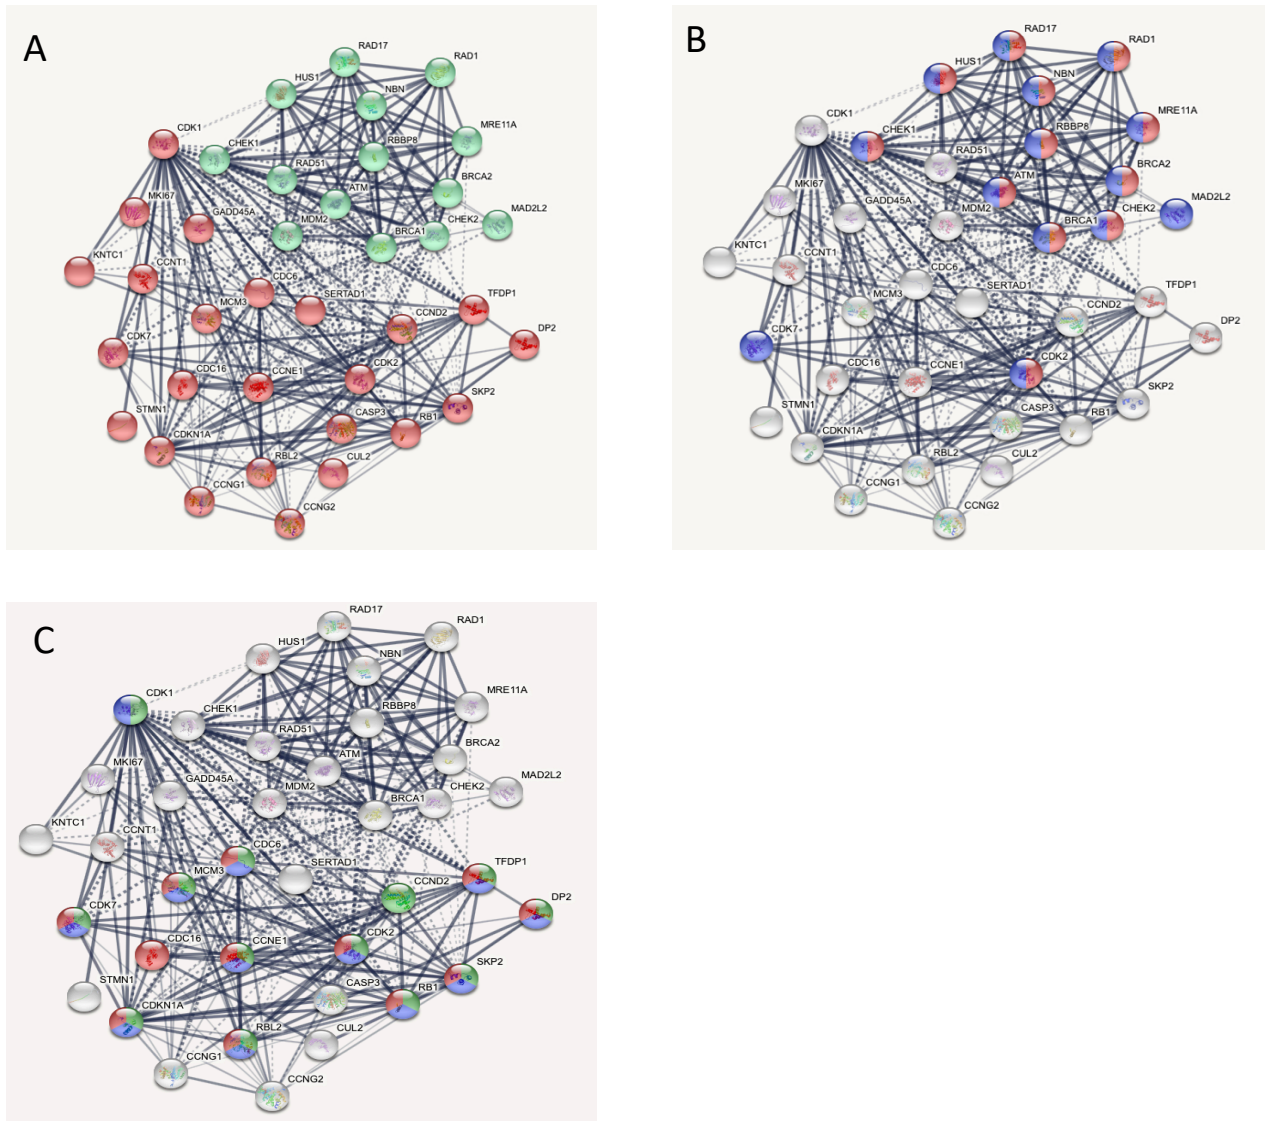 A
RAD17
RAD1
HUS1
NBN
MRE11A
CDK1
CHEK1
RBBP8
RAD51
BRCA2
MKI67
ATM
GADD45A
MAD2L2
MDM2
CHEK2
BRCA1
KNTC1
CCNT1
CDC6
SERTAD1
TFDP1
MCM3
CCND2
DP2
CDK7
CDC16
CCNE1
CDK2
SKP2
STMN1
CASP3
RB1
CDKN1A
RBL2
CUL2
CCNG1
CCNG2
B
RAD17
RAD1
HUS1
NBN
MRE11A
CDK1
CHEK1
RBBP8
RAD51
BRCA2
MKI67
ATM
GADD45A
MAD2L2
MDM2
CHEK2
BRCA1
KNTC1
CCNT1
CDC6
SERTAD1
TFDP1
MCM3
CCND2
DP2
CDK7
CDC16
CCNE1
CDK2
SKP2
STMN1
CASP3
RB1
CDKN1A
RBL2
CUL2
CCNG1
CCNG2
C
RAD17
RAD1
HUS1
NBN
MRE11A
CDK1
CHEK1
RBBP8
RAD51
BRCA2
MKI67
ATM
GADD45A
MAD2L2
MDM2
CHEK2
BRCA1
KNTC1
CCNT1
CDC6
SERTAD1
TFDP1
MCM3
CCND2
DP2
CDK7
CDC16
CCNE1
CDK2
SKP2
STMN1
CASP3
RB1
CDKN1A
RBL2
CUL2
CCNG1
CCNG2